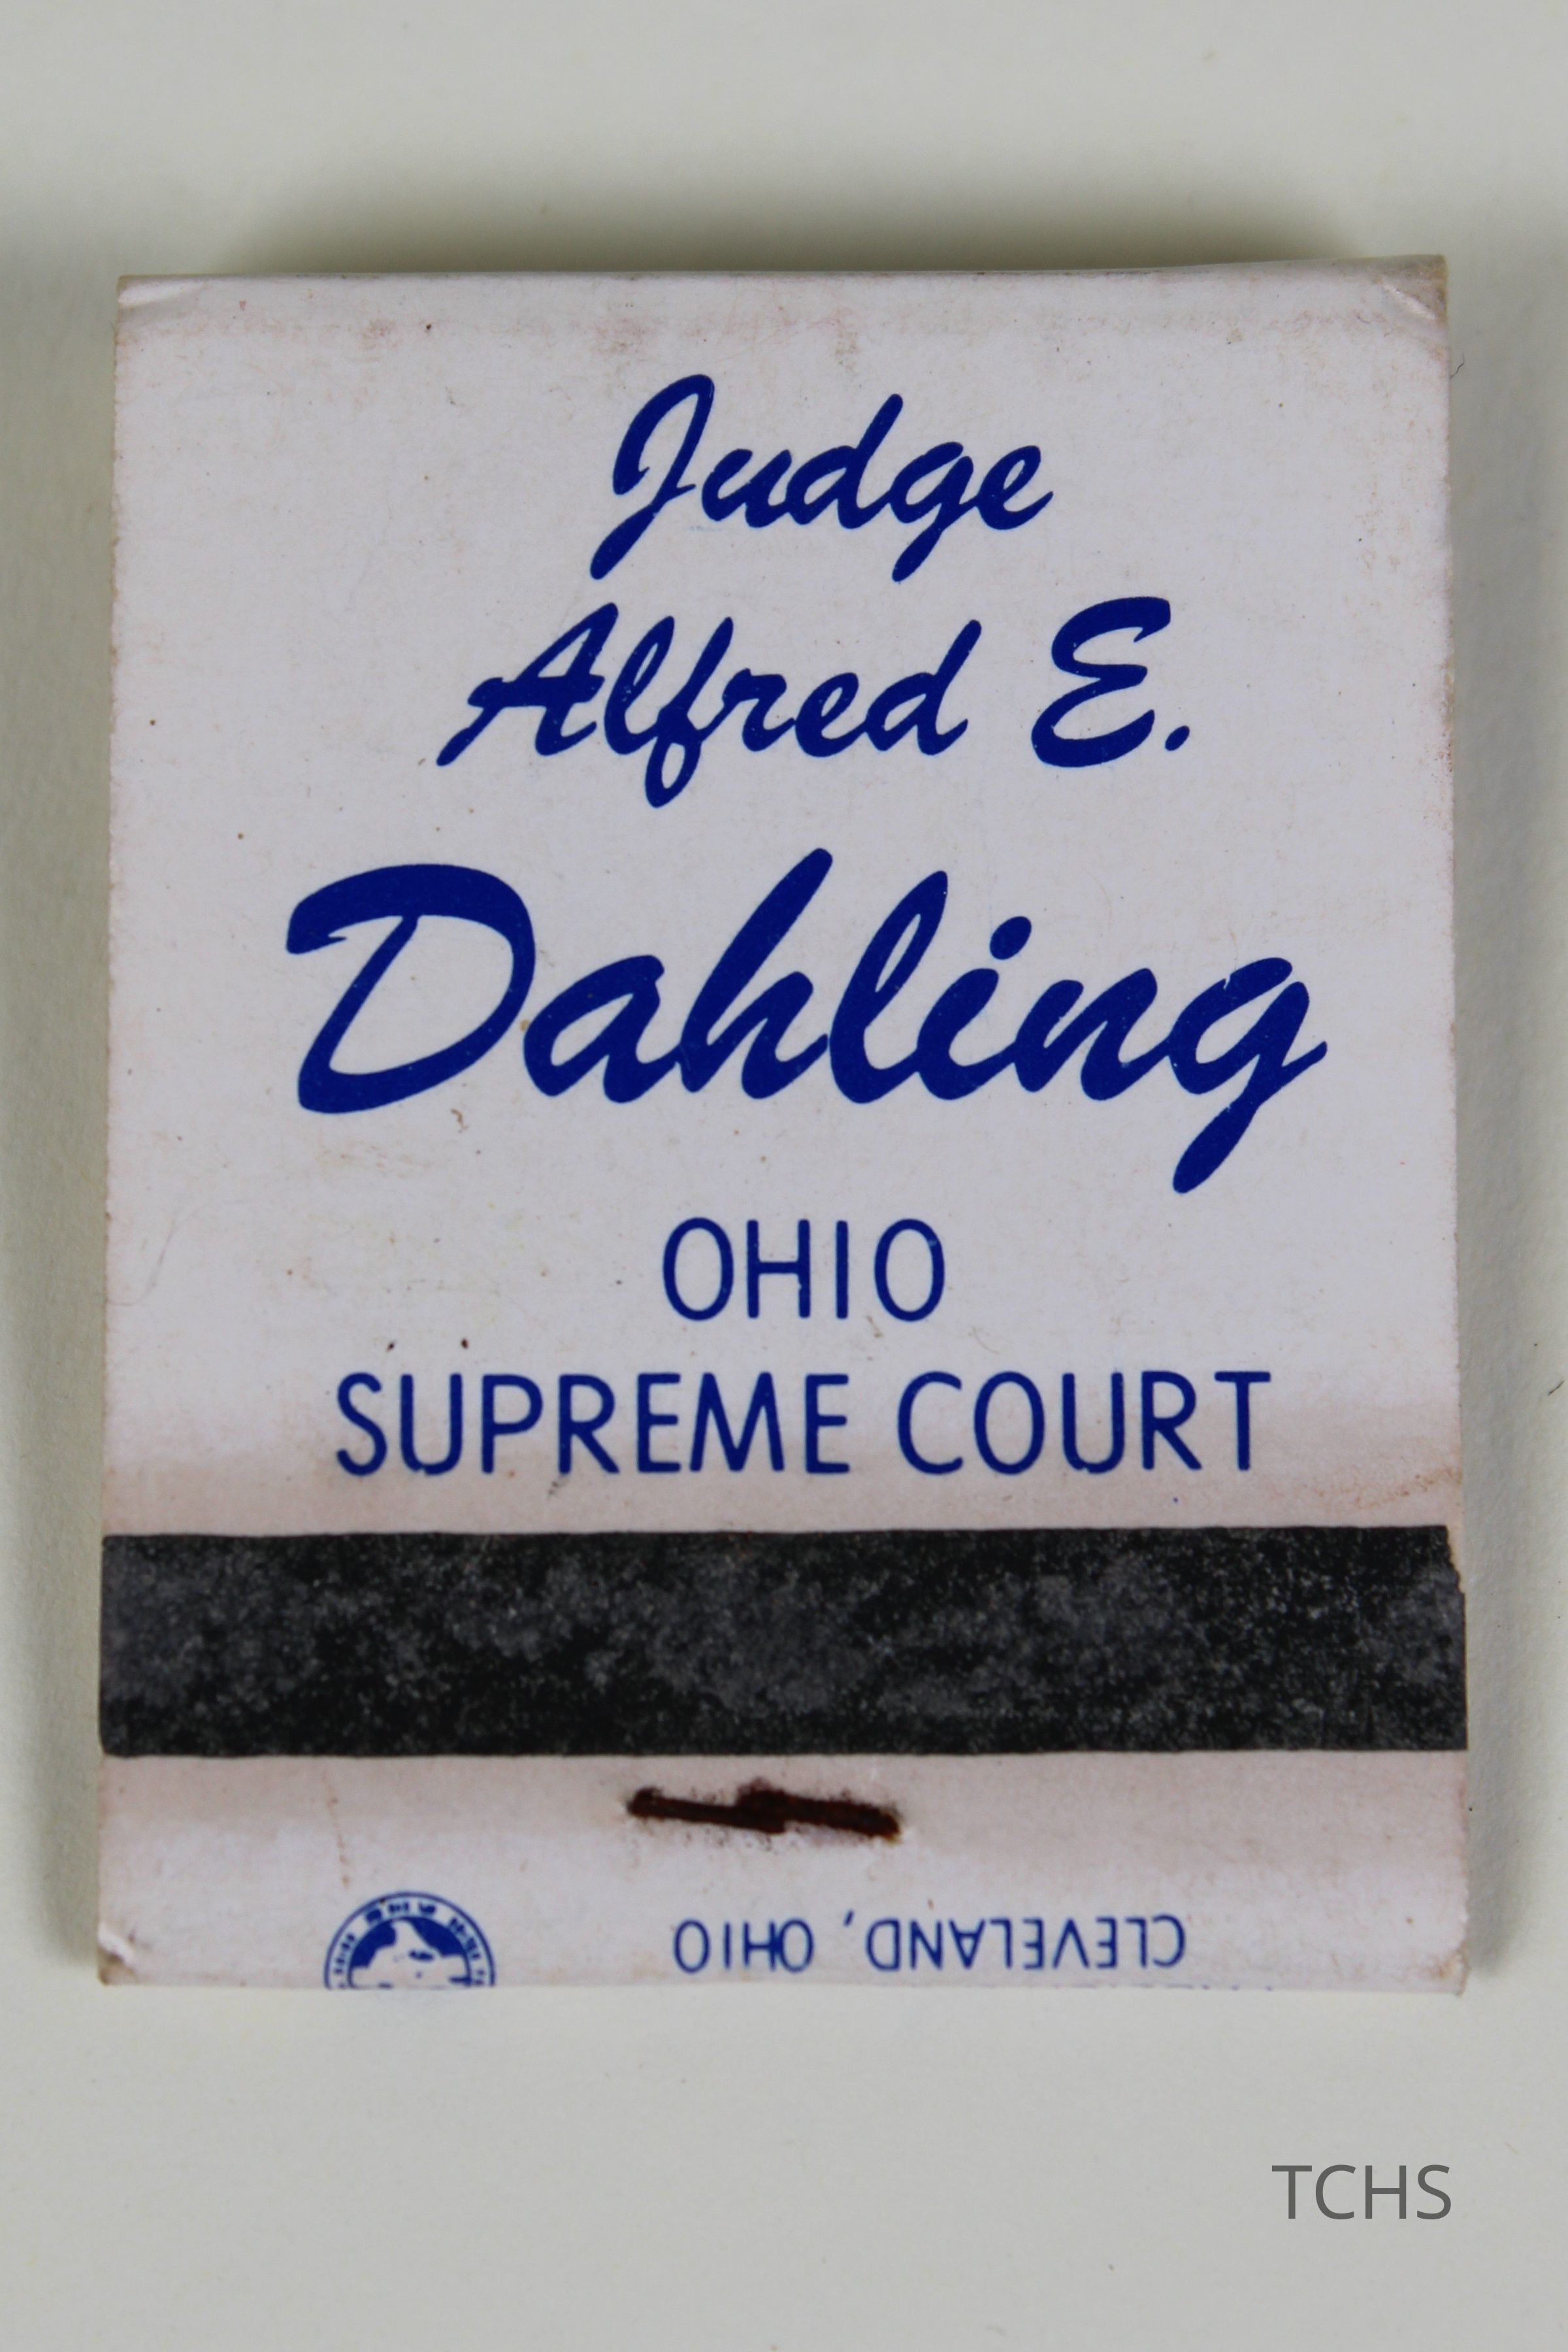 Judge
Alfred E.
Dahling
OHIO
SUPREME COURT
CLEVELAND, OHIO
TCHS